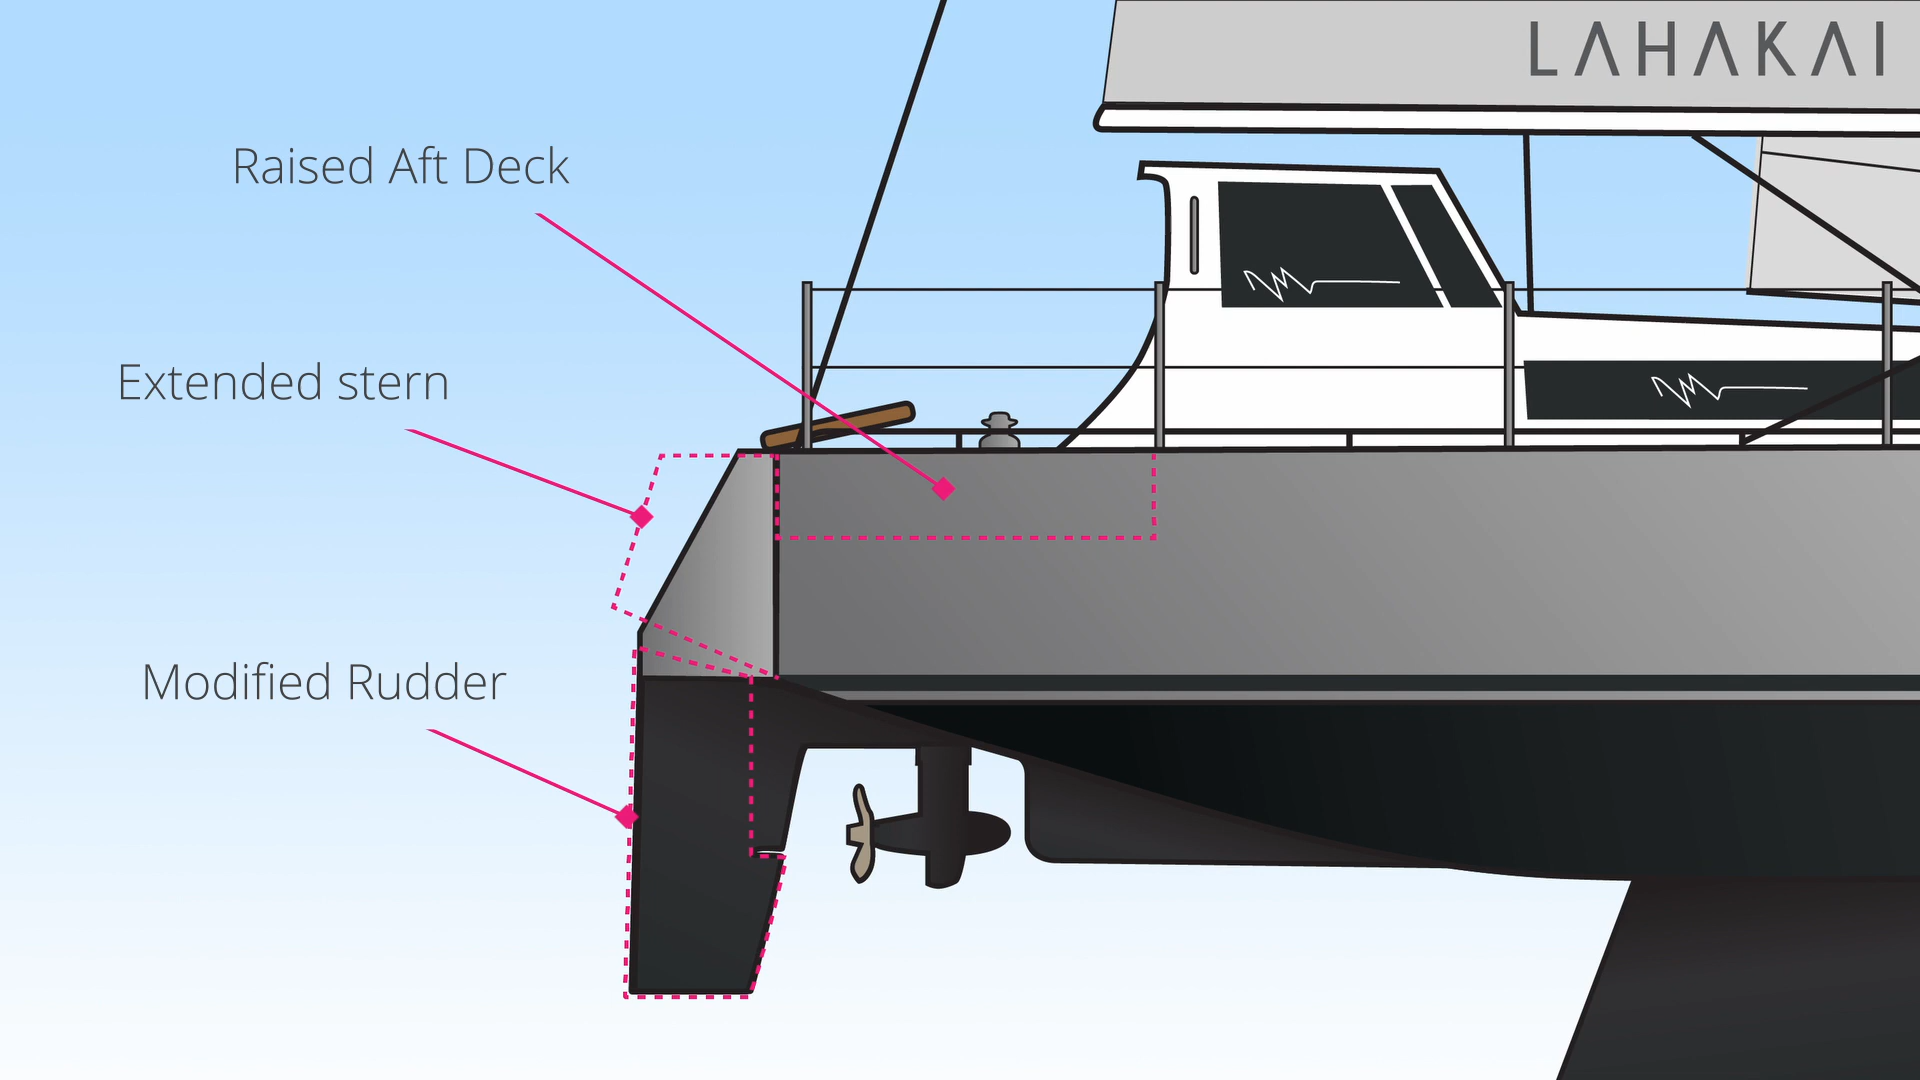 LAHAKAI
Raised Aft Deck
Extended stern
Modified Rudder